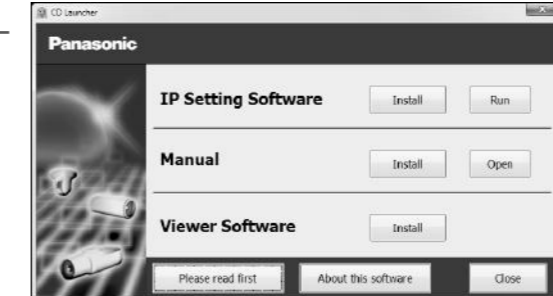 CD Launcher
Panasonic
IP Setting Software Install Run
Manual Install Open
Viewer Software Install
Please read first About this software Close